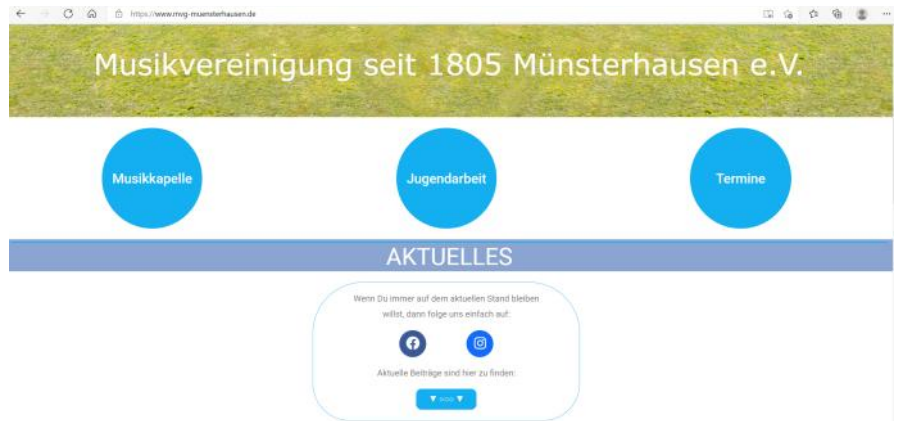 https://www.mvg-muensterhausen.de
Musikvereinigung seit 1805 Münsterhausen e.V.
Musikkapelle
Jugendarbeit
Termine
AKTUELLES
Wenn Du immer auf dem aktuellen Stand bleiben
willst, dann folge uns einfach auf:
Aktuelle Beiträge sind hier zu finden:
▼ »»» ▼